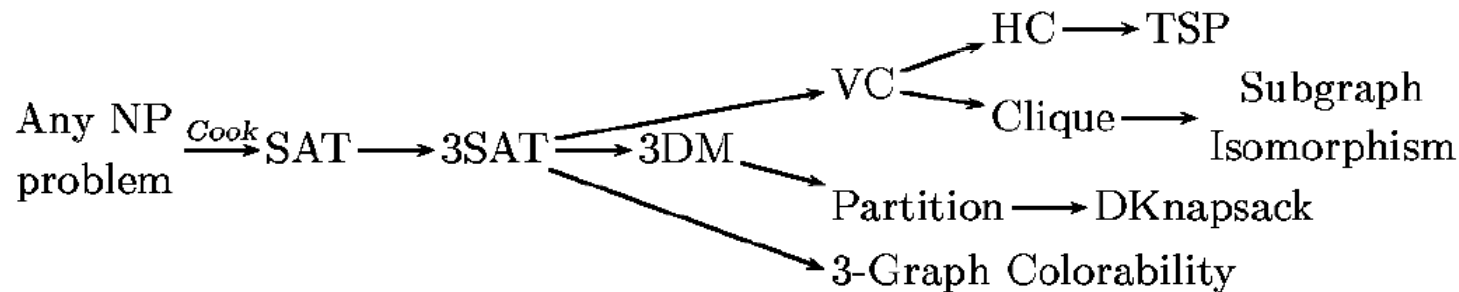 HC
TSP
VC
Subgraph
Clique
Isomorphism
Any NP
problem
Cook
SAT
3SAT
3DM
Partition
DKnapsack
3-Graph Colorability